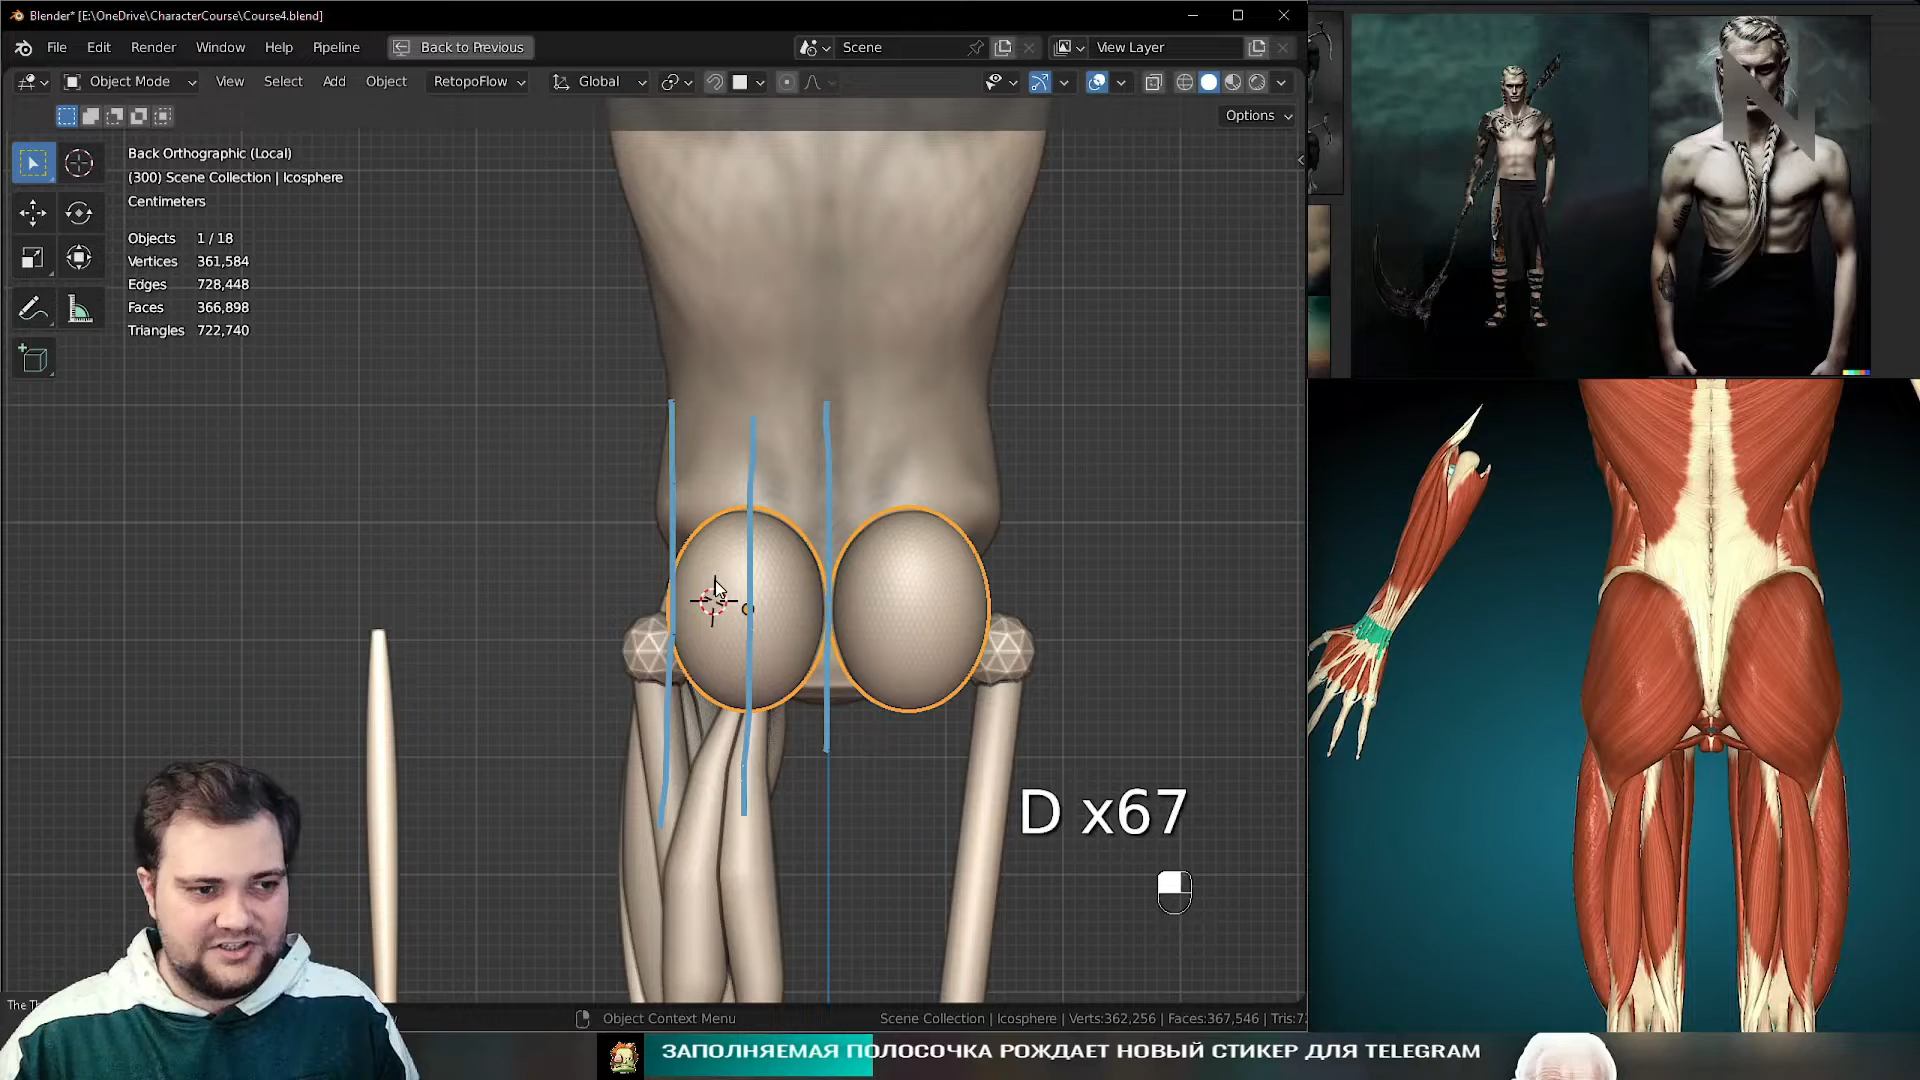 Blender* [E:\OneDrive\CharacterCourse\Course4.blend]
File Edit Render Window Help Pipeline Back to Previous Scene View Layer
Object Mode View Select Add Object RetopoFlow Global
Options
Back Orthographic (Local)
(300) Scene Collection | Icosphere
Centimeters
Objects 1 / 18
Vertices 361,584
Edges 728,448
Faces 366,898
Triangles 722,740
D x67
The
Object Context Menu
Scene Collection | Icosphere | Verts:362,256 | Faces:367,546 | Tris:7
ЗАПОЛНЯЕМАЯ ПОЛОСОЧКА РОЖДАЕТ НОВЫЙ СТИКЕР ДЛЯ TELEGRAM